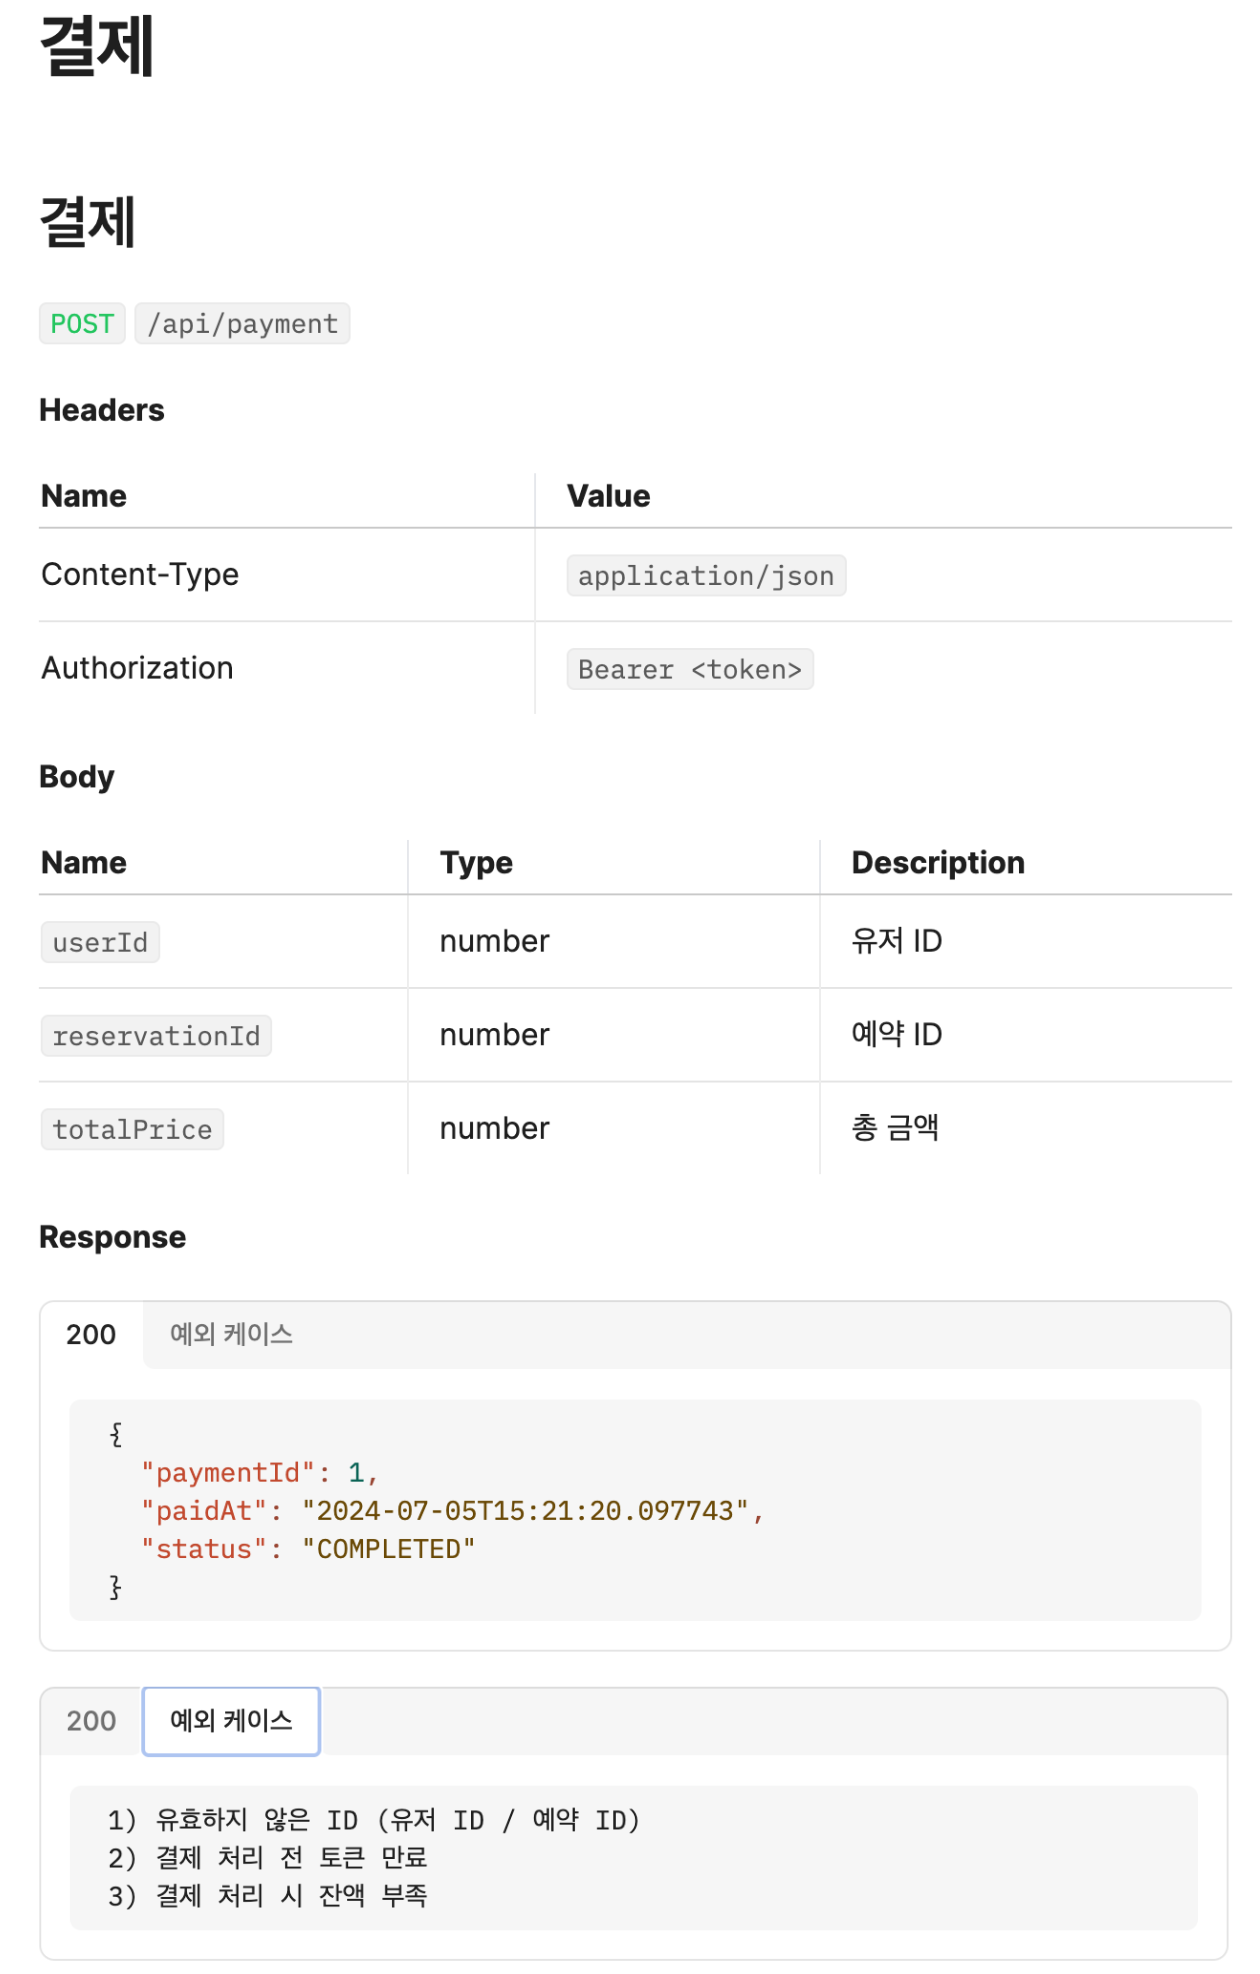 결제
결제
POST /api/payment
Headers
Name Value
Content-Type application/json
Authorization Bearer <token>
Body
Name Type Description
userId number 유저 ID
reservationId number 예약 ID
totalPrice number 총 금액
Response
200 예외 케이스
{
"paymentId": 1,
"paidAt": "2024-07-05T15:21:20.097743",
"status": "COMPLETED"
}
200 예외 케이스
1) 유효하지 않은 ID (유저 ID / 예약 ID)
2) 결제 처리 전 토큰 만료
3) 결제 처리 시 잔액 부족